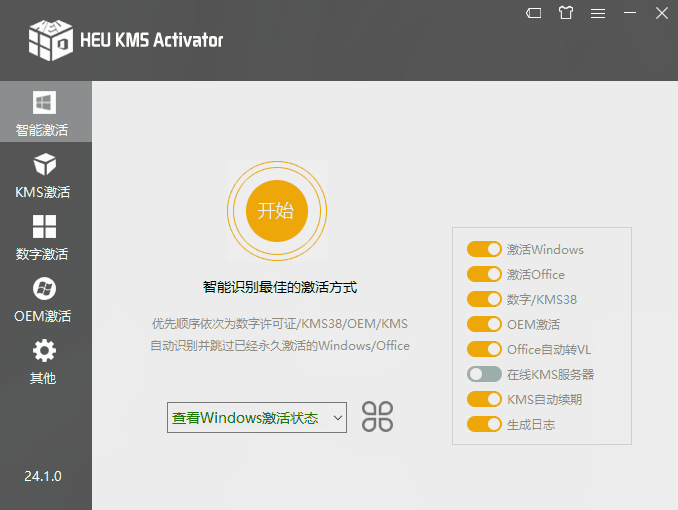 HEU KMS Activator
智能激活
KMS激活
数字激活
OEM激活
其他
24.1.0
开始
智能识别最佳的激活方式
优先顺序依次为数字许可证/KMS38/OEM/KMS
自动识别并跳过已经永久激活的Windows/Office
查看Windows激活状态
激活Windows
激活Office
数字/KMS38
OEM激活
Office自动转VL
在线KMS服务器
KMS自动续期
生成日志